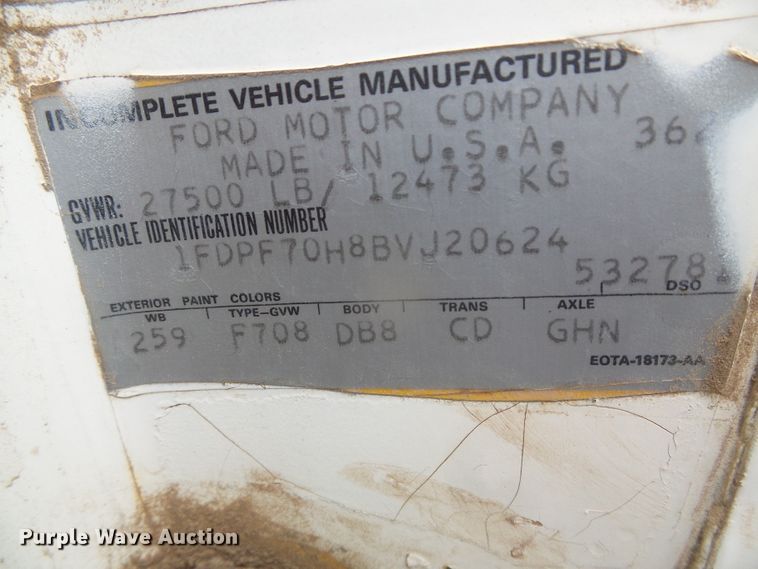 INCOMPLETE VEHICLE MANUFACTURED
FORD MOTOR COMPANY
MADE IN U.S.A.
GVWR: 27500 LB/ 12473 KG
VEHICLE IDENTIFICATION NUMBER
1FDPF70H8BVJ20624
53278
DSO
EXTERIOR PAINT COLORS
WB TYPE-GVW BODY TRANS AXLE
259 F708 DB8 CD GHN
EOTA-18173-AA
Purple Wave Auction